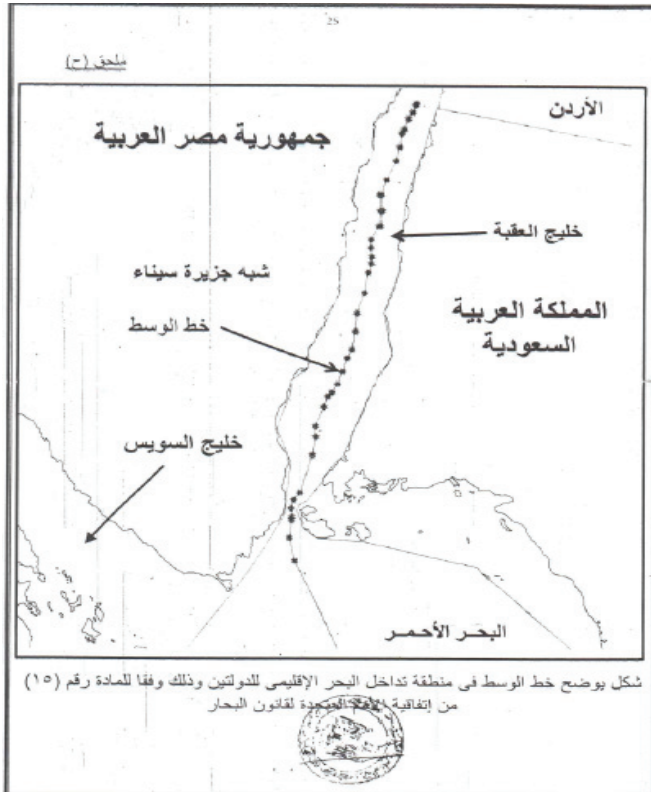 ملحق (ح)
الأردن
جمهورية مصر العربية
خليج العقبة
شبه جزيرة سيناء
المملكة العربية
السعودية
خط الوسط
خليج السويس
البحر الأحمر
شكل يوضح خط الوسط فى منطقة تداخل البحر الإقليمى للدولتين وذلك وفقا للمادة رقم (١٥)
من إتفاقية الأمم المتحدة لقانون البحار